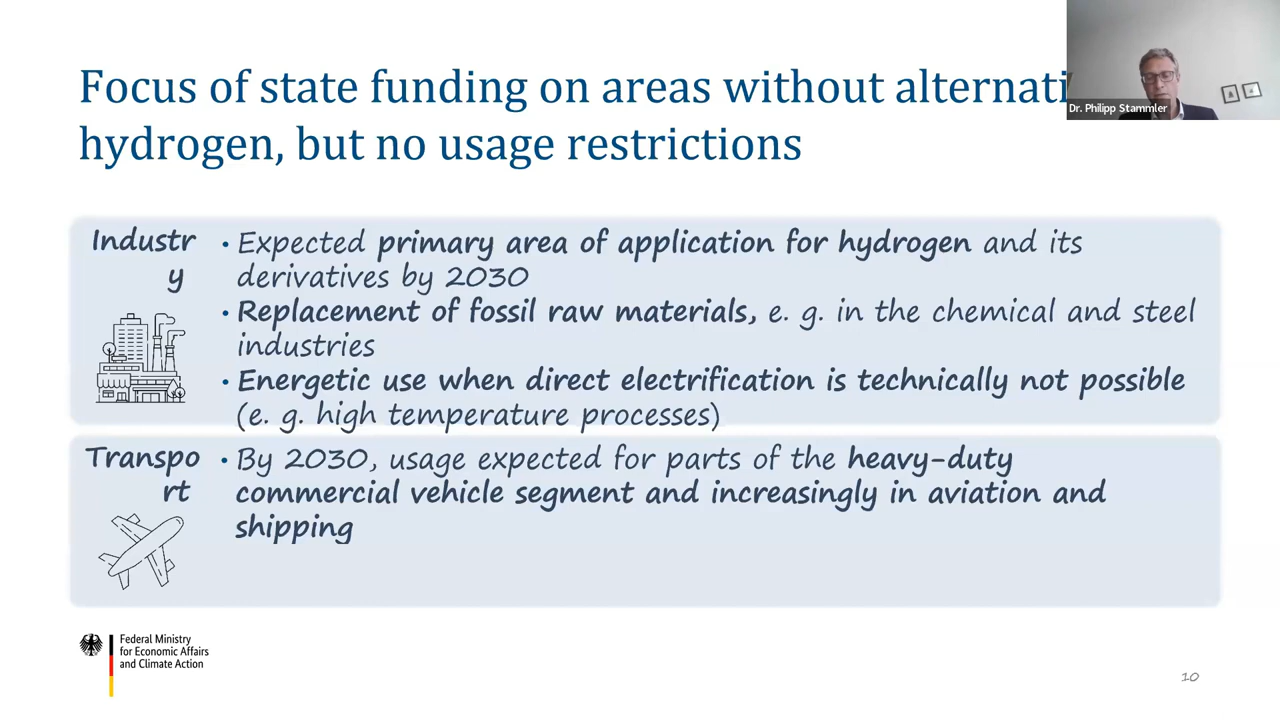 Focus of state funding on areas without alternati
hydrogen, but no usage restrictions
Dr. Philipp Stammler
Industr
y
• Expected primary area of application for hydrogen and its
derivatives by 2030
• Replacement of fossil raw materials, e. g. in the chemical and steel
industries
• Energetic use when direct electrification is technically not possible
(e. g. high temperature processes)
Transpo
rt
• By 2030, usage expected for parts of the heavy-duty
commercial vehicle segment and increasingly in aviation and
shipping
Federal Ministry
for Economic Affairs
and Climate Action
10